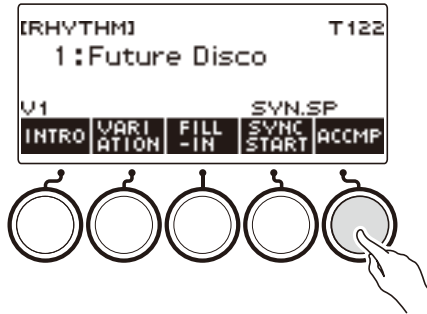 [RHYTHM] T122
1:Future Disco
V1 SYN.SP
INTRO VARI ATION FILL -IN SYNC START ACCMP